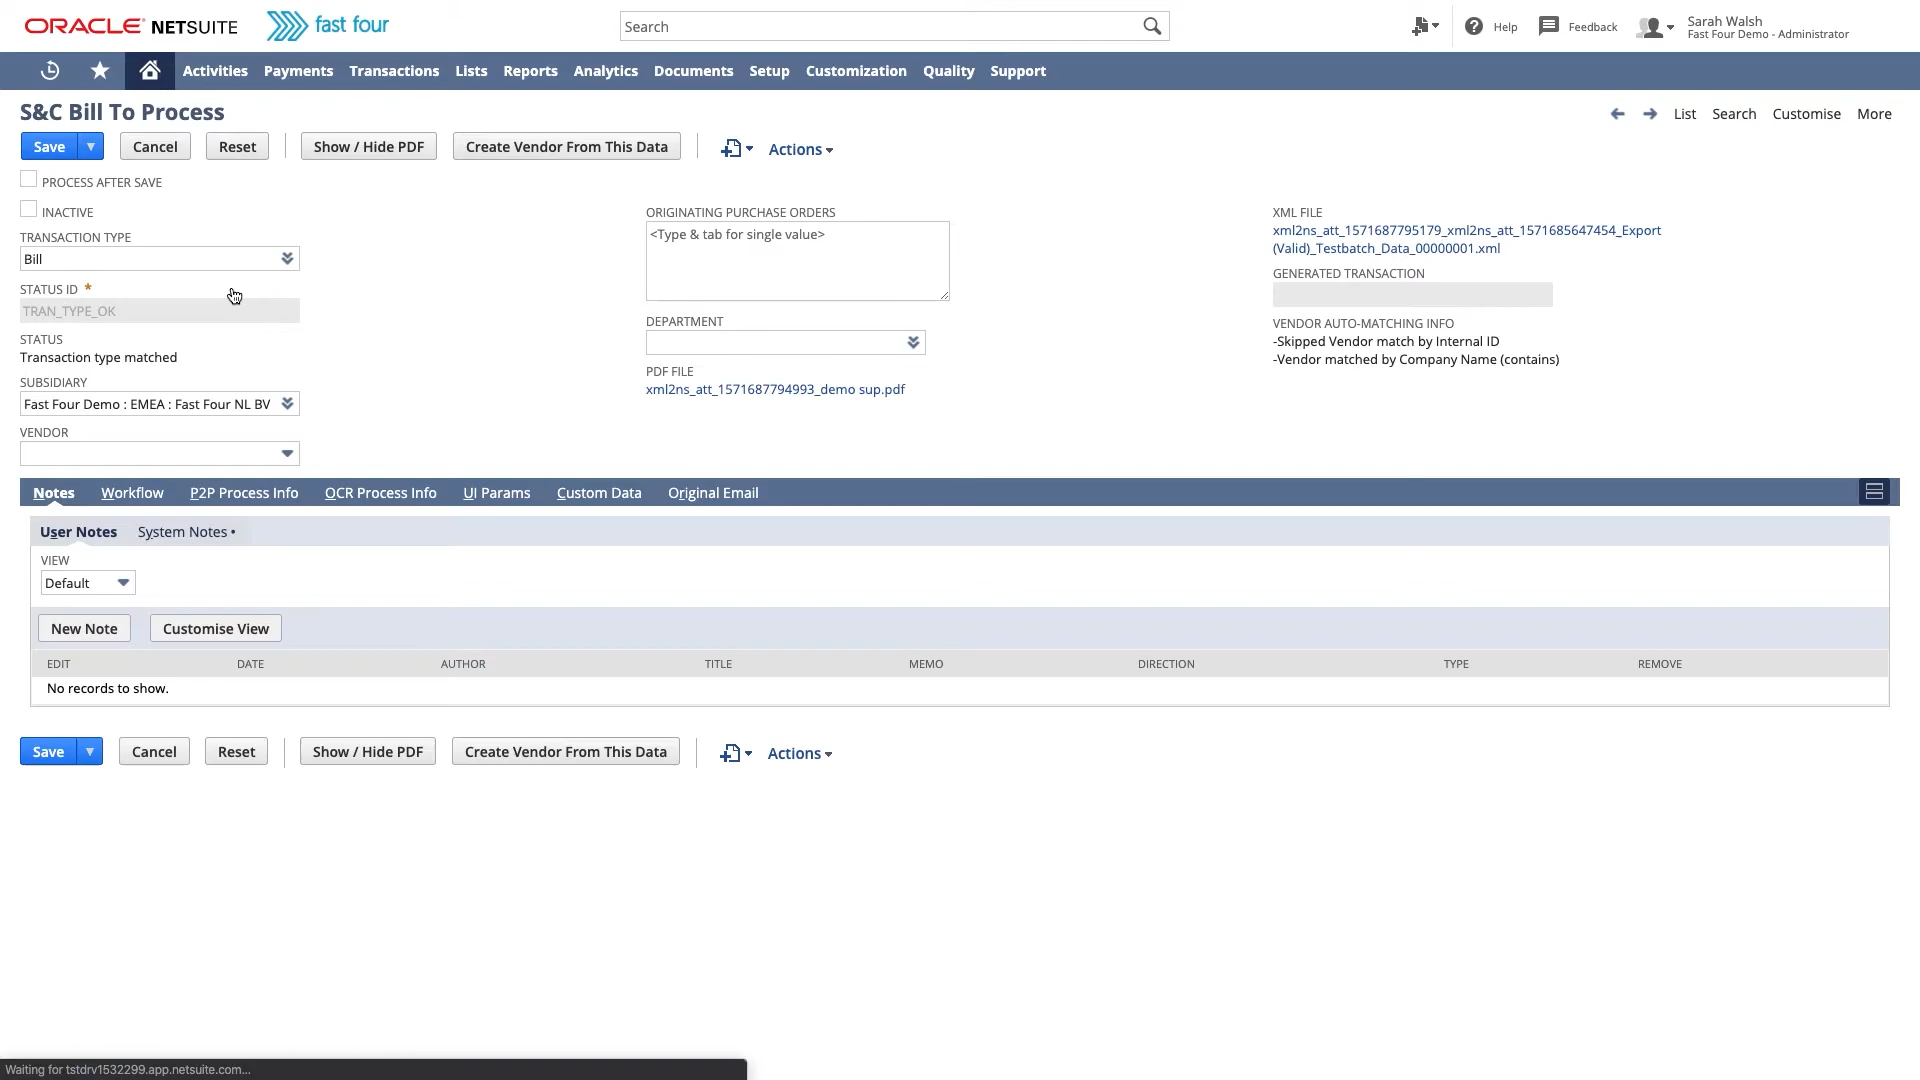 ORACLE NETSUITE fast four Search Help Feedback Sarah Walsh
Fast Four Demo - Administrator
Activities Payments Transactions Lists Reports Analytics Documents Setup Customization Quality Support
S&C Bill To Process
List Search Customise More
Save Cancel Reset Show / Hide PDF Create Vendor From This Data Actions
PROCESS AFTER SAVE
INACTIVE
TRANSACTION TYPE
Bill
STATUS ID *
TRAN_TYPE_OK
STATUS
Transaction type matched
SUBSIDIARY
Fast Four Demo : EMEA : Fast Four NL BV
VENDOR
ORIGINATING PURCHASE ORDERS
<Type & tab for single value>
DEPARTMENT
PDF FILE
xml2ns_att_1571687794993_demo sup.pdf
XML FILE
xml2ns_att_1571687795179_xml2ns_att_1571685647454_Export
(Valid)_Testbatch_Data_00000001.xml
GENERATED TRANSACTION
VENDOR AUTO-MATCHING INFO
-Skipped Vendor match by Internal ID
-Vendor matched by Company Name (contains)
Notes Workflow P2P Process Info OCR Process Info UI Params Custom Data Original Email
User Notes System Notes •
VIEW
Default
New Note Customise View
EDIT DATE AUTHOR TITLE MEMO DIRECTION TYPE REMOVE
No records to show.
Save Cancel Reset Show / Hide PDF Create Vendor From This Data Actions
Waiting for tstdrv1532299.app.netsuite.com...